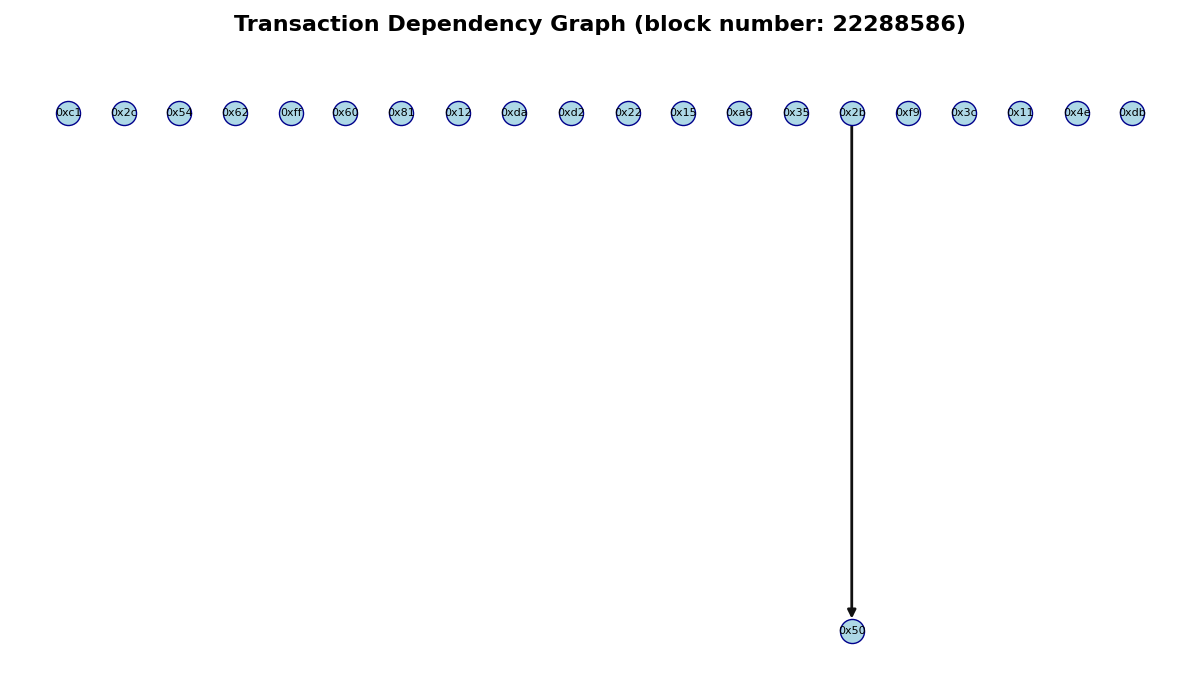 Transaction Dependency Graph (block number: 22288586)
0xc1 0x2c 0x54 0x62 0xff 0x60 0x81 0x12 0xda 0xd2 0x22 0x15 0xa6 0x35 0x2b 0xf9 0x3c 0x11 0x4e 0xdb
0x50